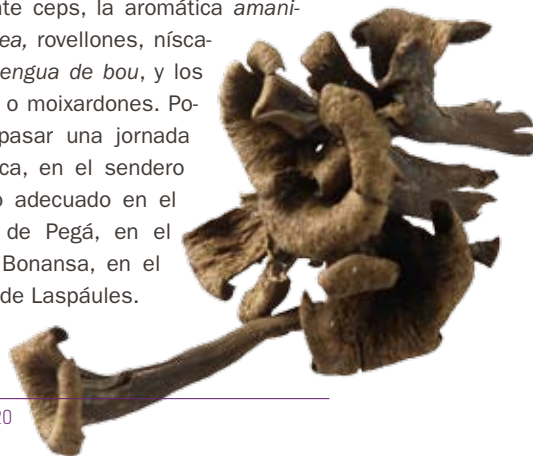 nte ceps, la aromática amani-
ea, rovellones, nísca-
engua de bou, y los
o moixardones. Po-
pasar una jornada
ca, en el sendero
o adecuado en el
de Pegá, en el
Bonansa, en el
de Laspáules.
20